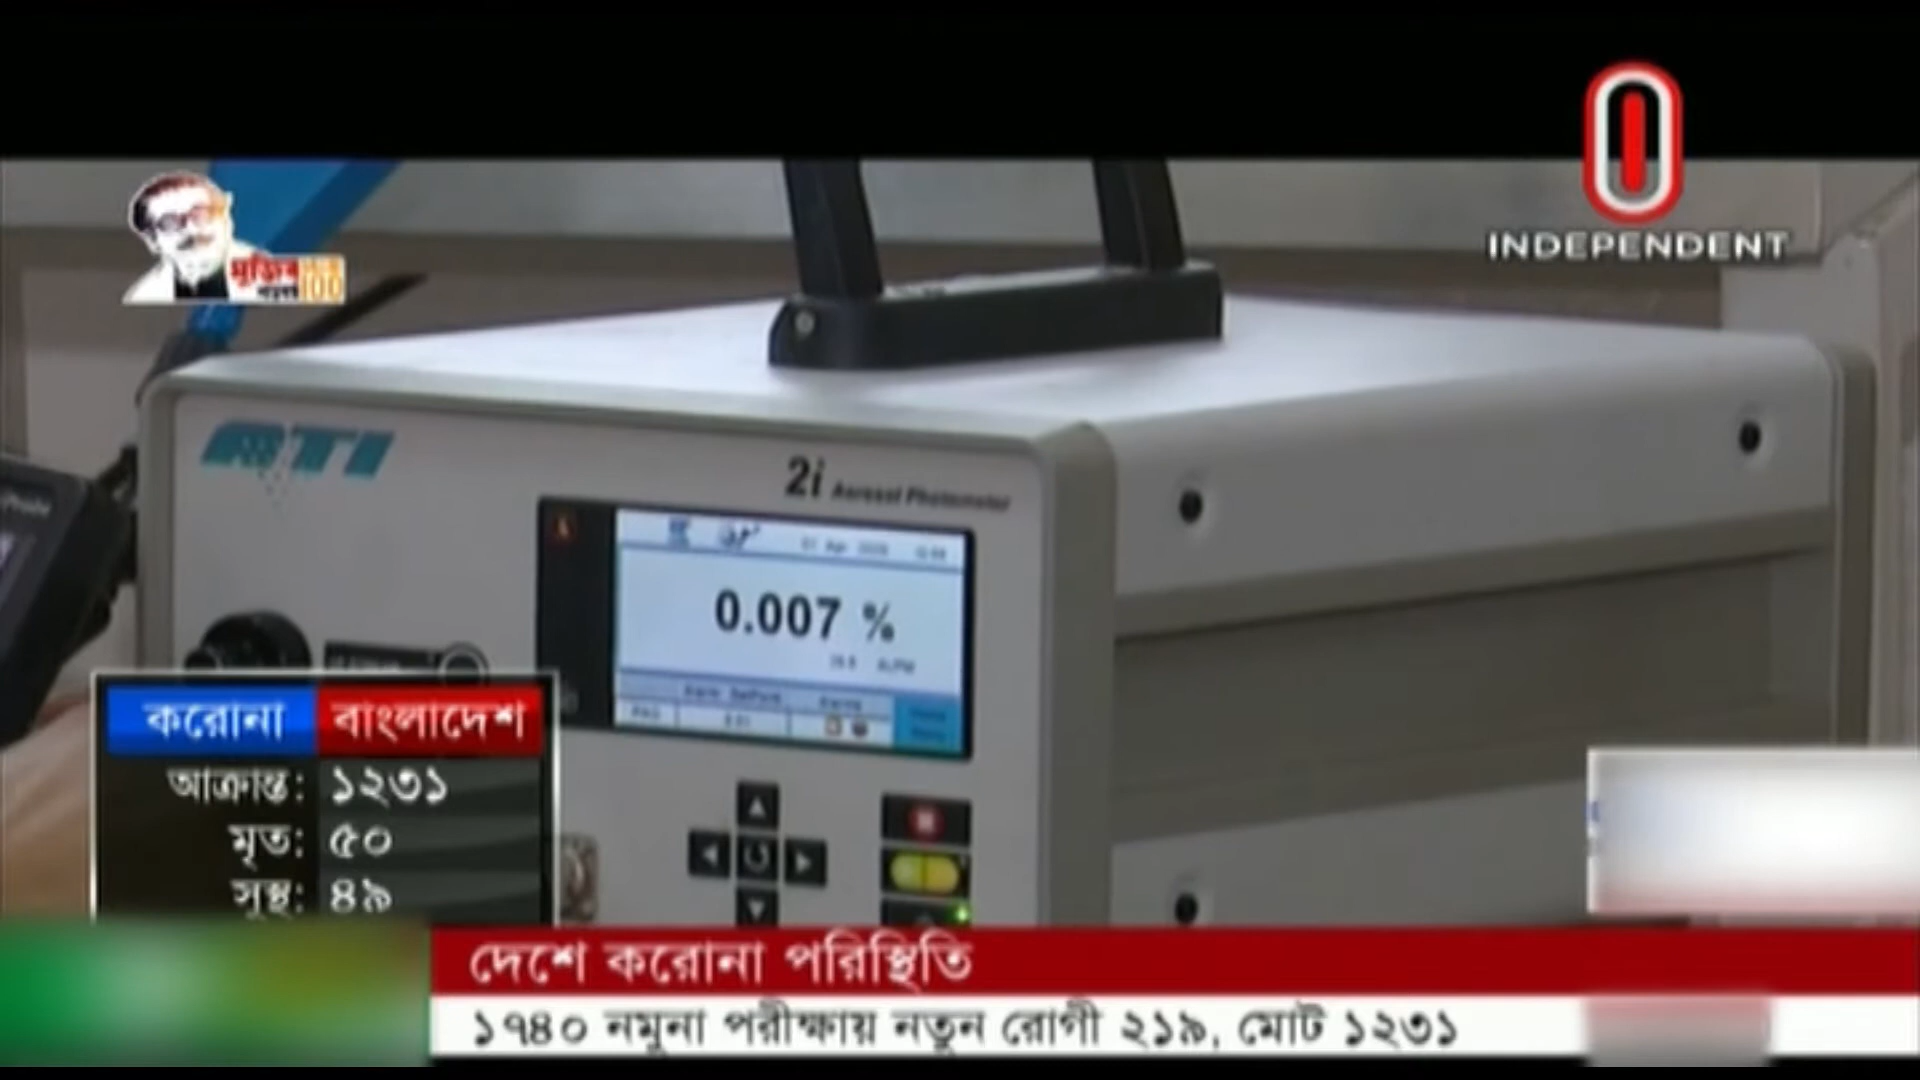 INDEPENDENT
মুজিব
100
ATI
2i Aerosol Photometer
0.007 %
করোনা বাংলাদেশ
আক্রান্ত: ১২৩১
মৃত: ৫০
সুস্থ: ৪৯
দেশে করোনা পরিস্থিতি
১৭৪০ নমুনা পরীক্ষায় নতুন রোগী ২১৯, মোট ১২৩১